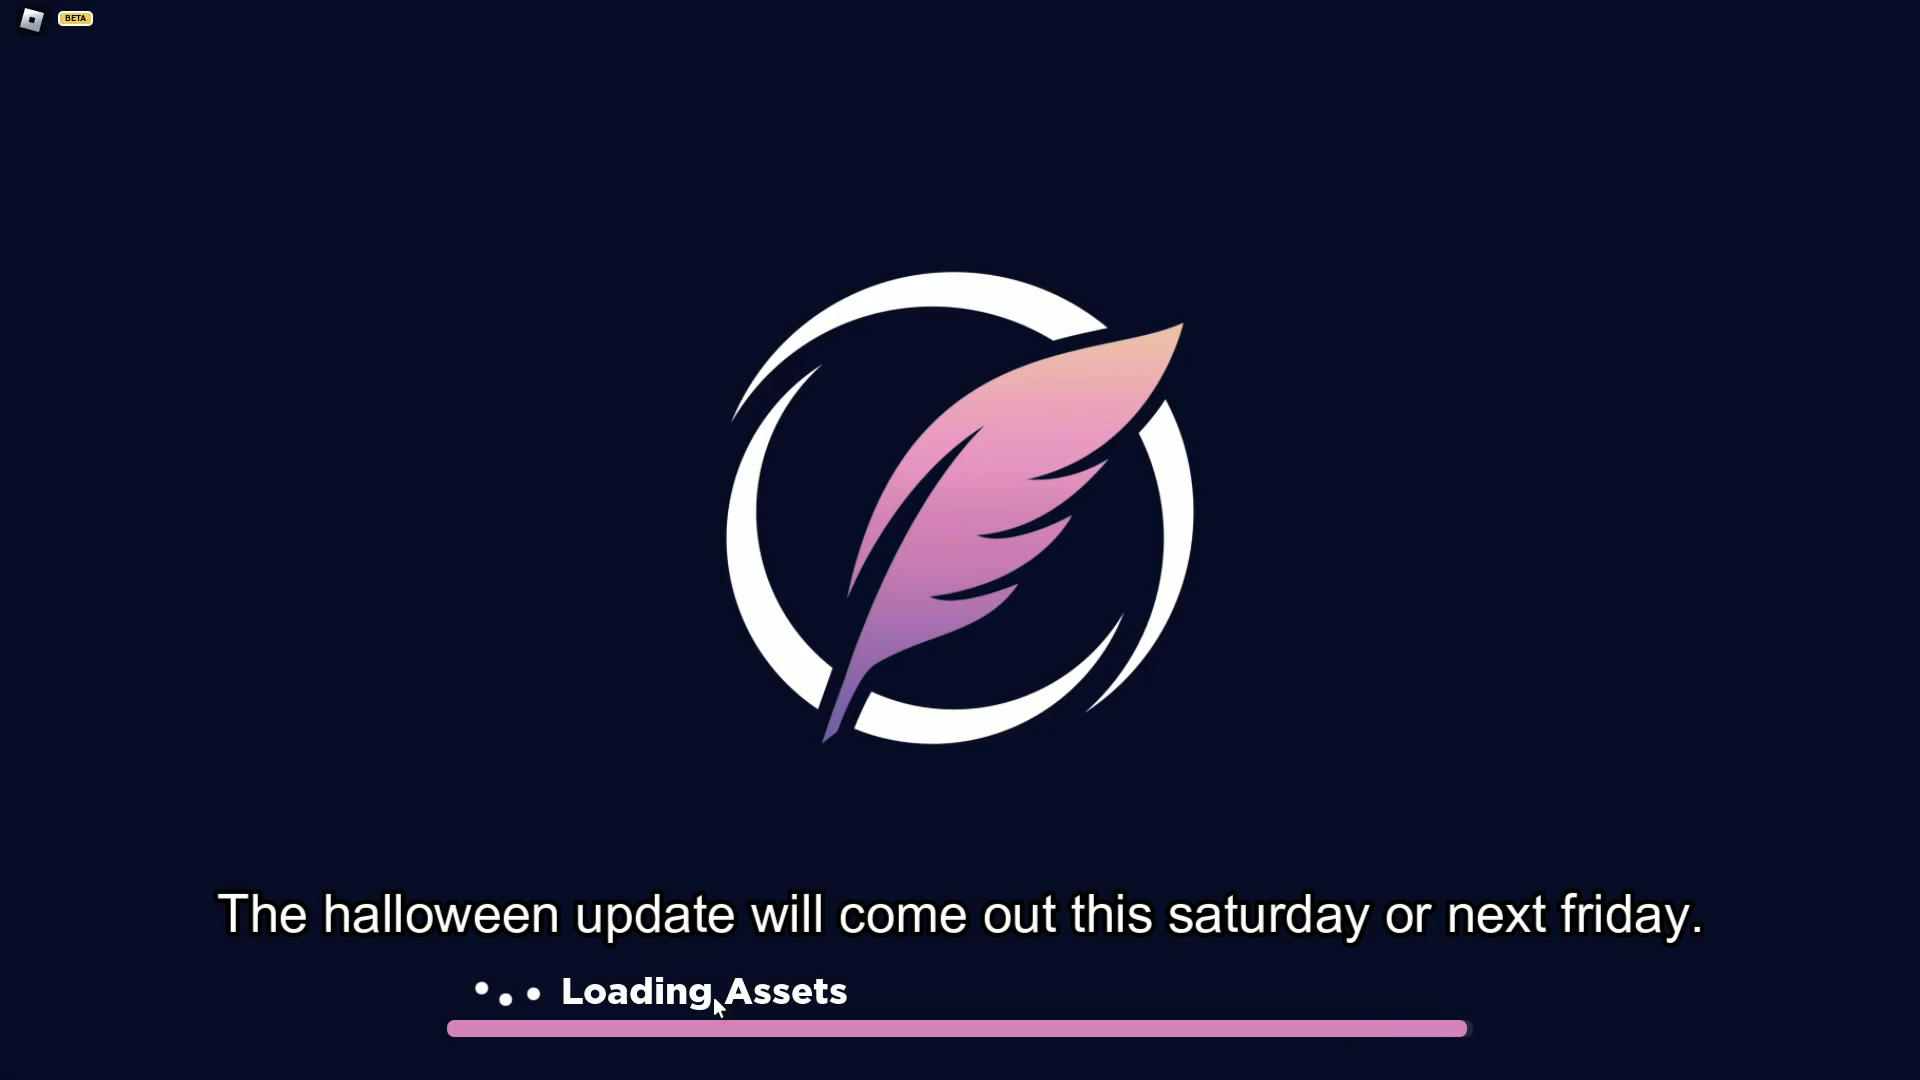 BETA
The halloween update will come out this saturday or next friday.
Loading Assets